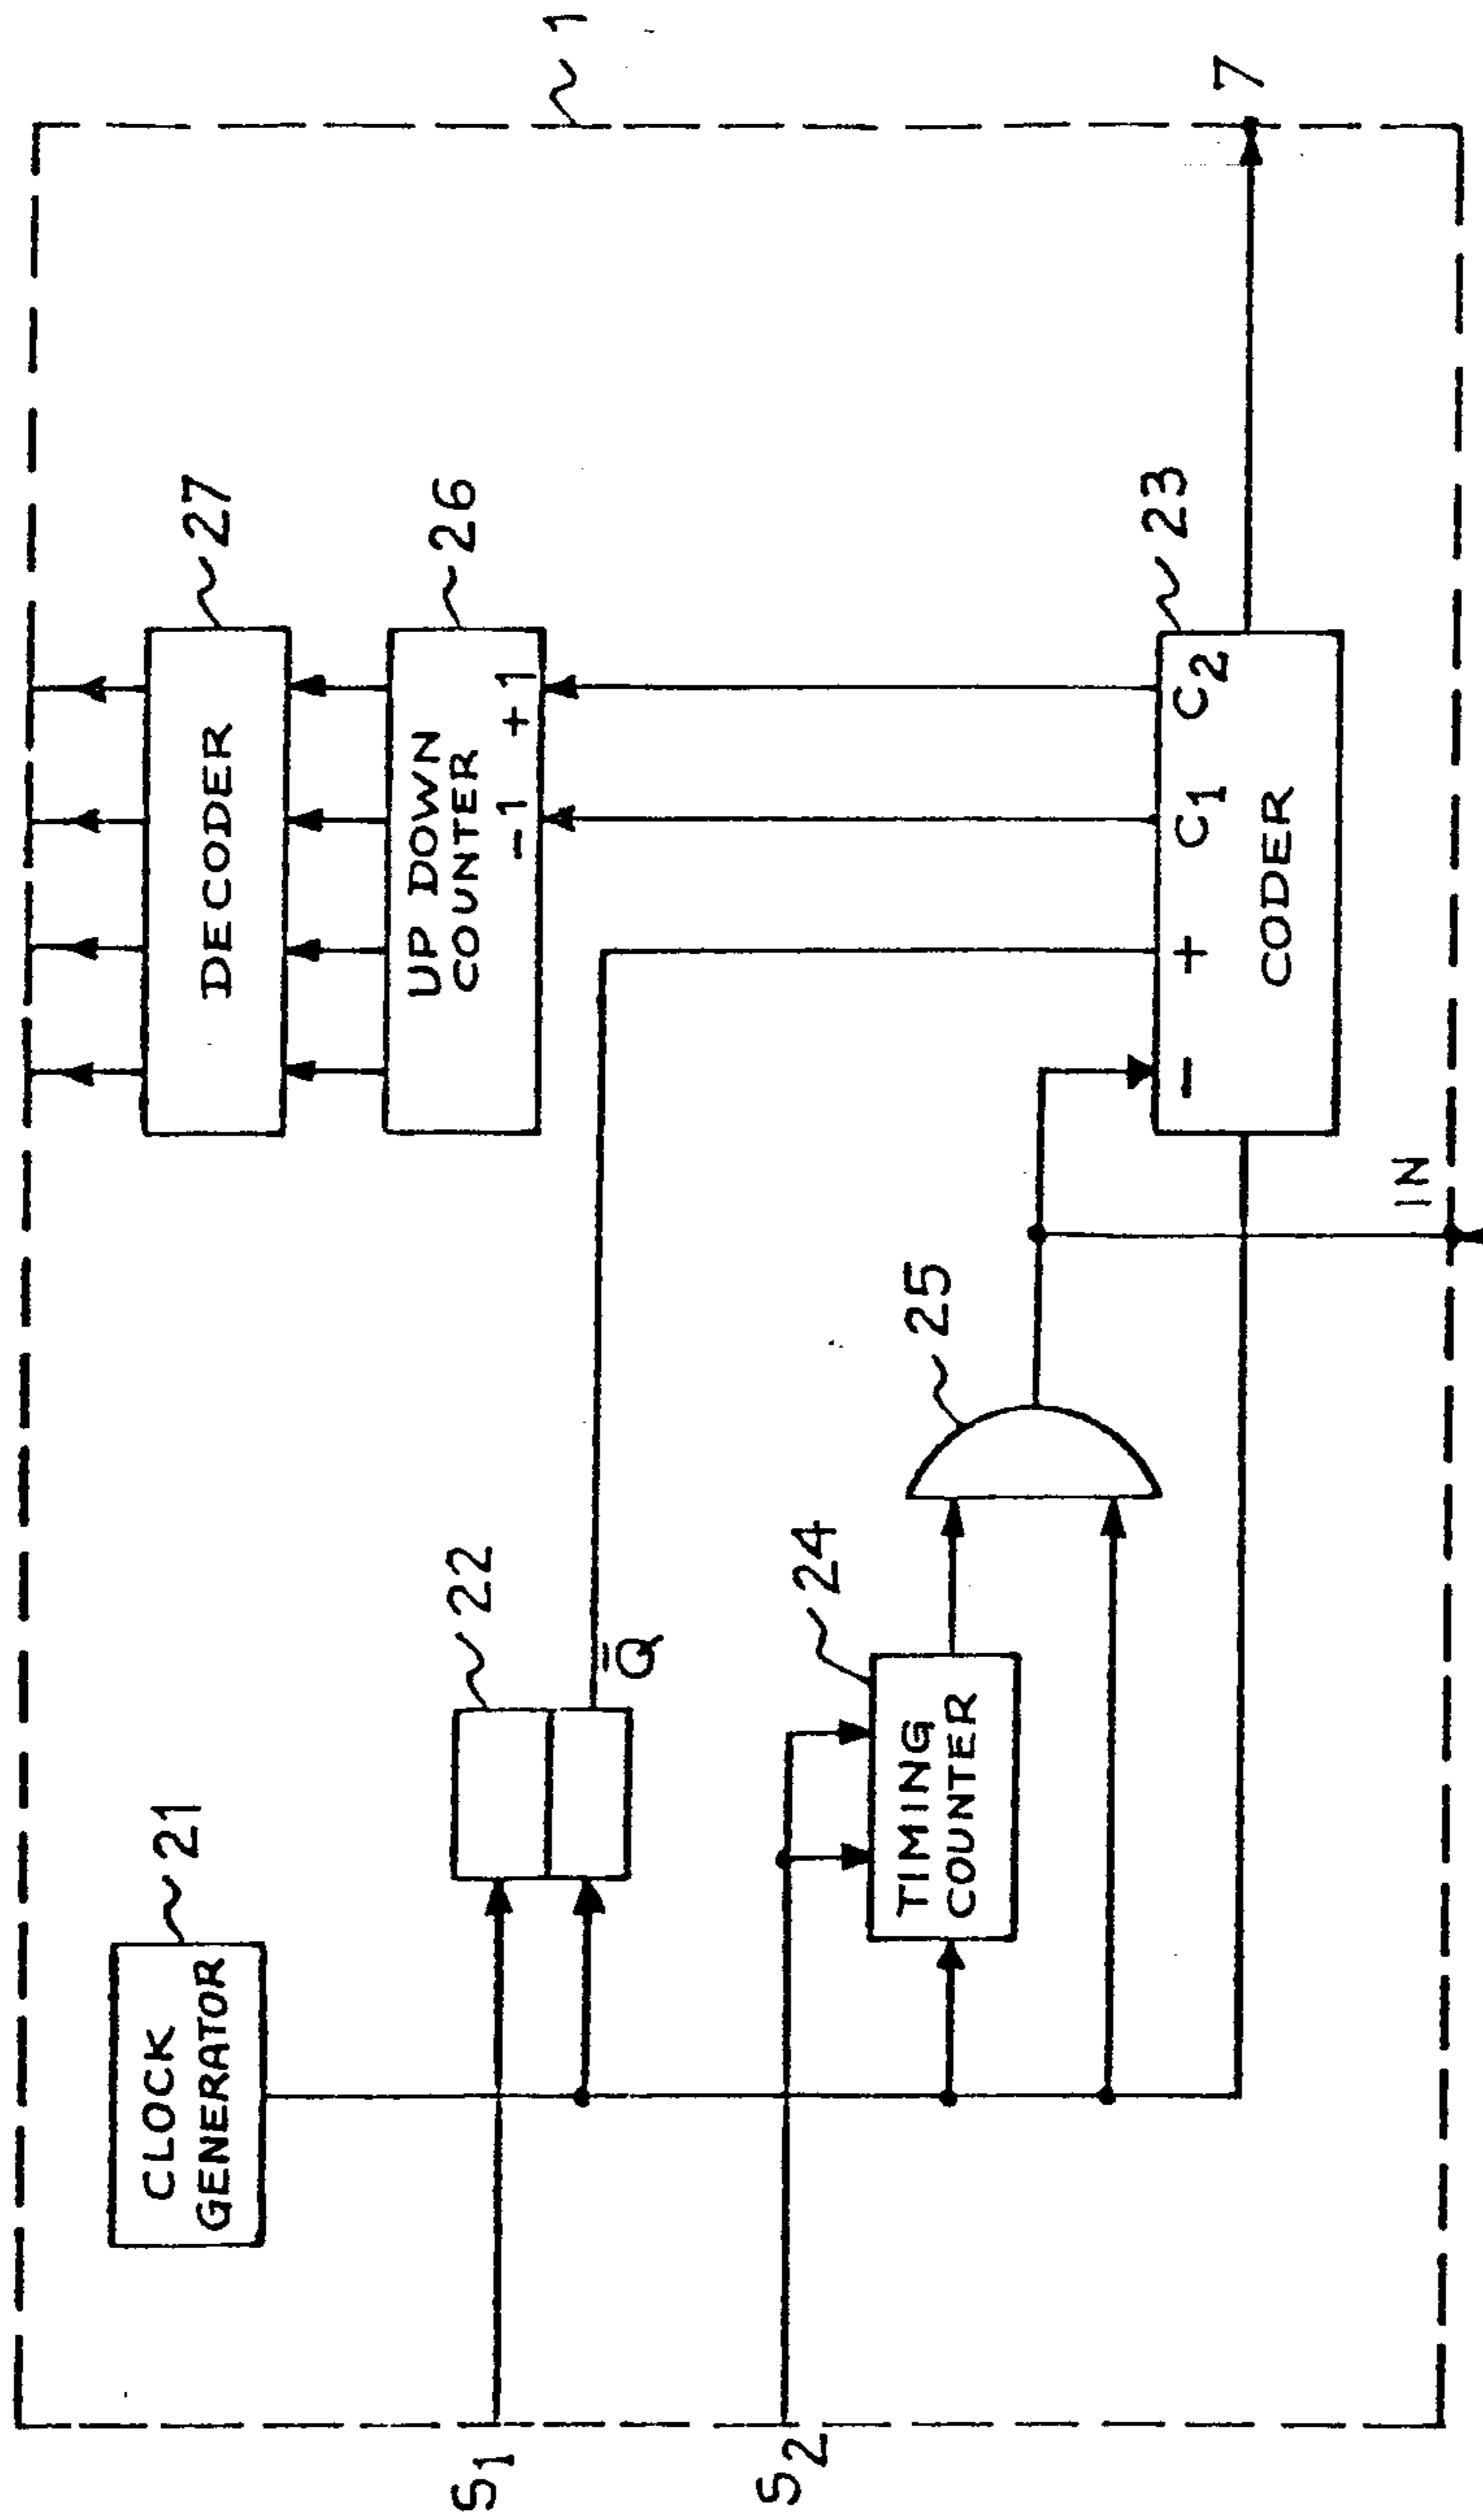 1
27
DECODER
26
UP DOWN
COUNTER
-1 +1
21
CLOCK
GENERATOR
22
Q̄
S1
S2
24
TIMING
COUNTER
25
23
- + C1 C2
CODER
7
IN